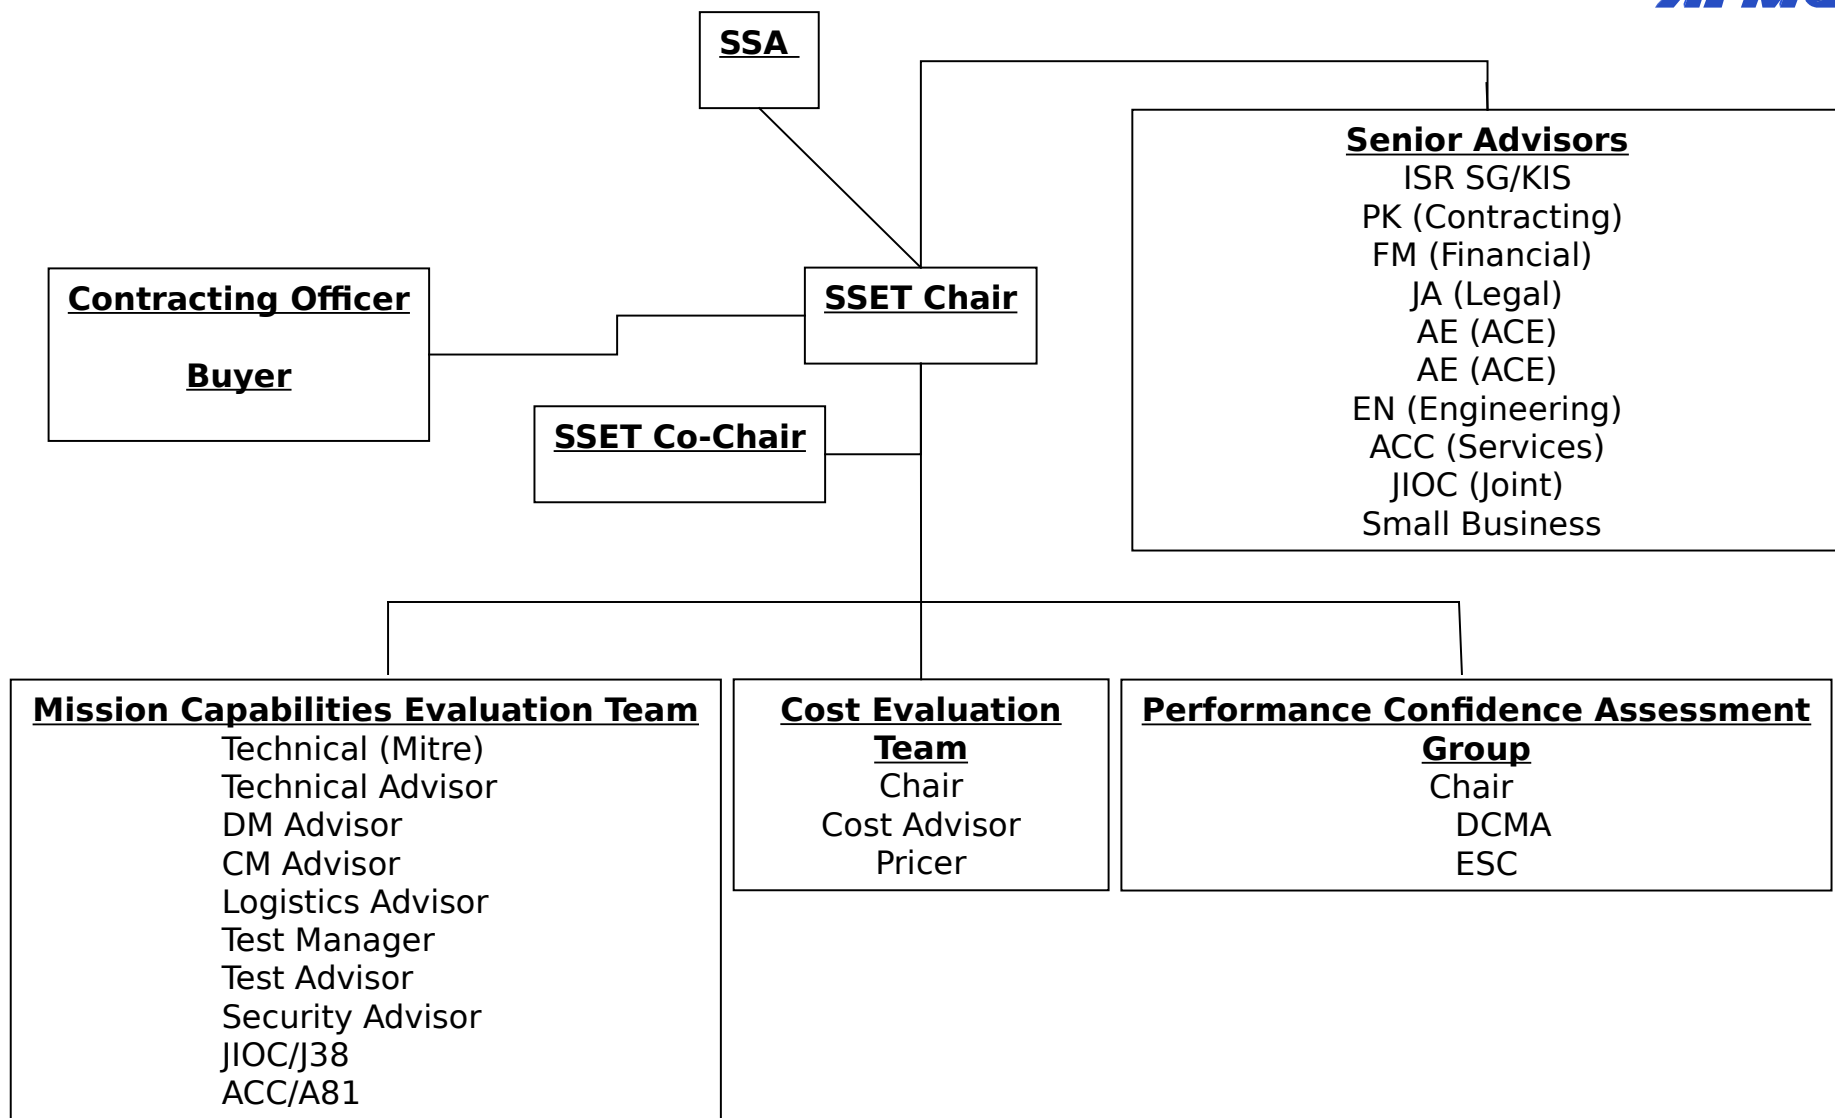 SSA
Senior Advisors
ISR SG/KIS
PK (Contracting)
FM (Financial)
JA (Legal)
AE (ACE)
AE (ACE)
EN (Engineering)
ACC (Services)
JIOC (Joint)
Small Business
Contracting Officer
Buyer
SSET Chair
SSET Co-Chair
Mission Capabilities Evaluation Team
Technical (Mitre)
Technical Advisor
DM Advisor
CM Advisor
Logistics Advisor
Test Manager
Test Advisor
Security Advisor
JIOC/J38
ACC/A81
Cost Evaluation
Team
Chair
Cost Advisor
Pricer
Performance Confidence Assessment
Group
Chair
DCMA
ESC